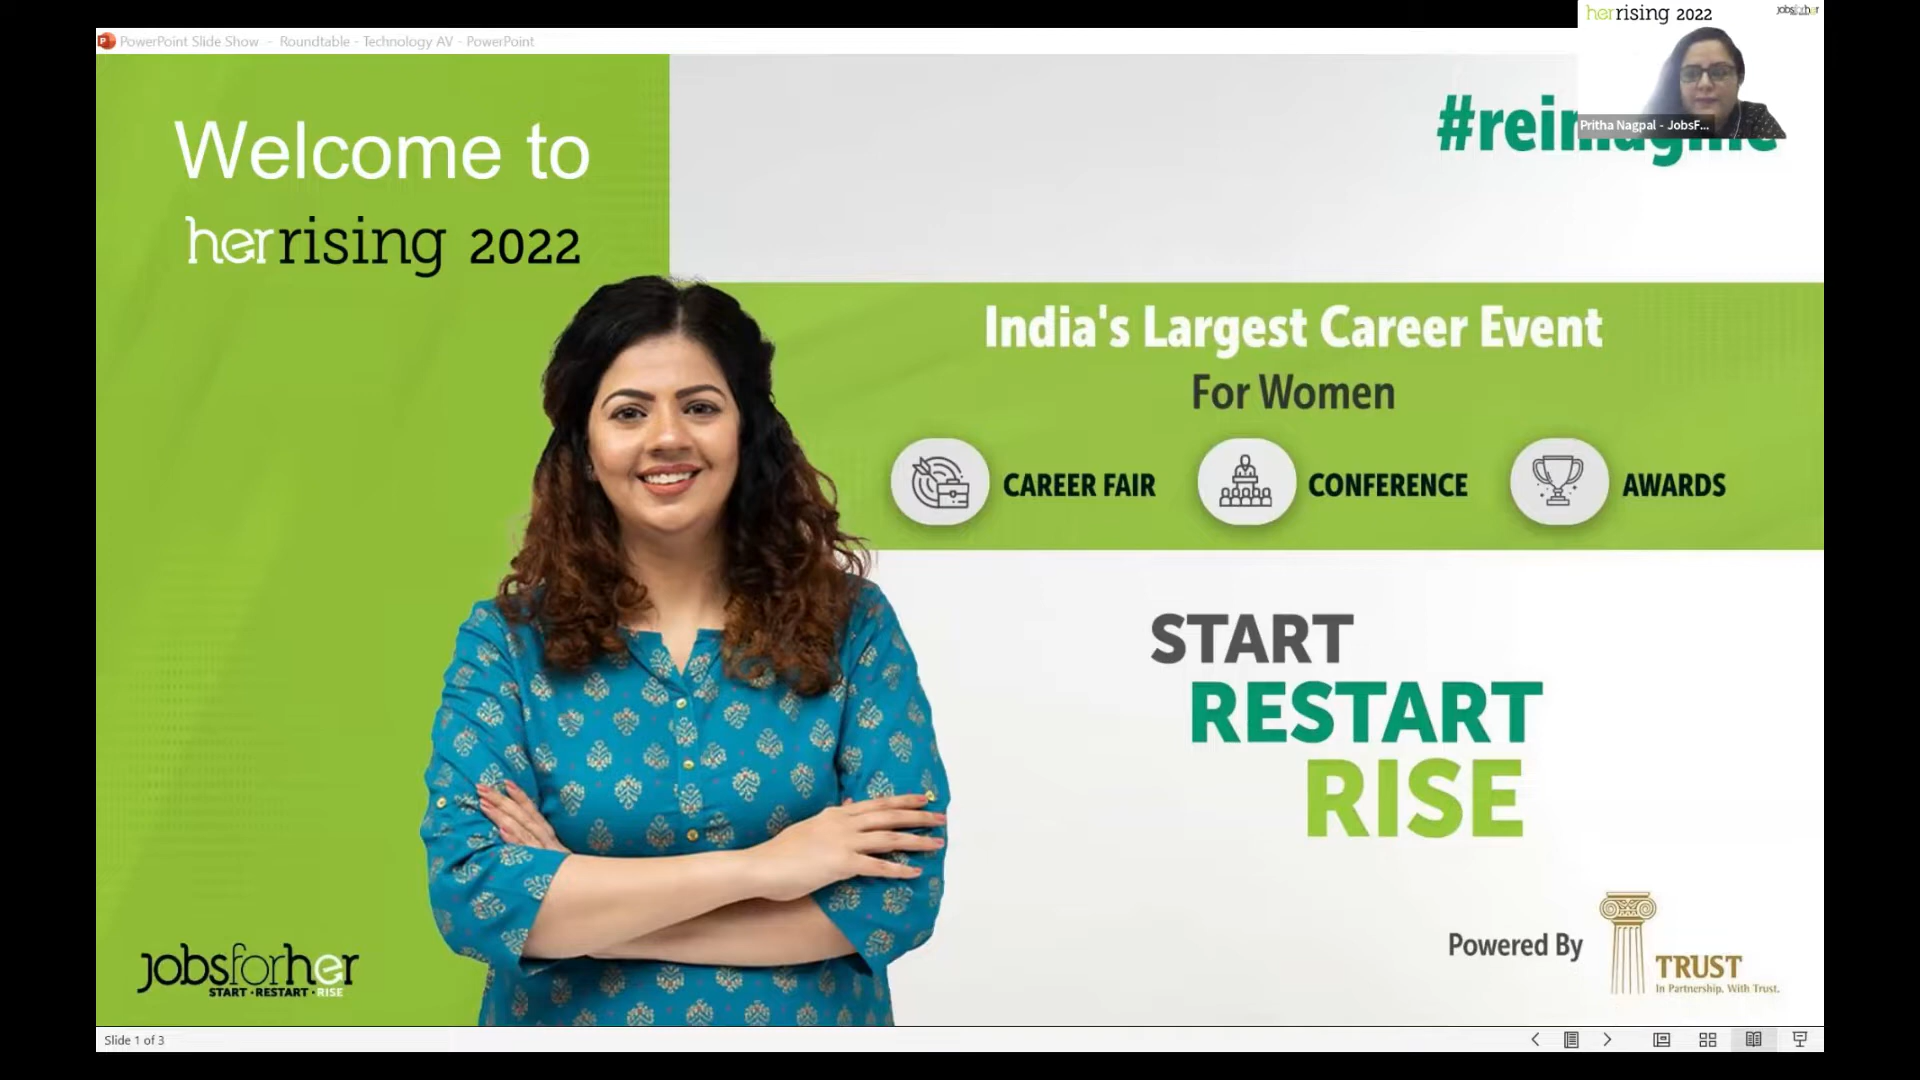 PowerPoint Slide Show - Roundtable - Technology AV - PowerPoint
herrising 2022
jobsforher
Pritha Nagpal - JobsF...
Welcome to
herrising 2022
India's Largest Career Event
For Women
CAREER FAIR
CONFERENCE
AWARDS
START
RESTART
RISE
Powered By
TRUST
In Partnership, With Trust.
jobsforher
START · RESTART · RISE
Slide 1 of 3